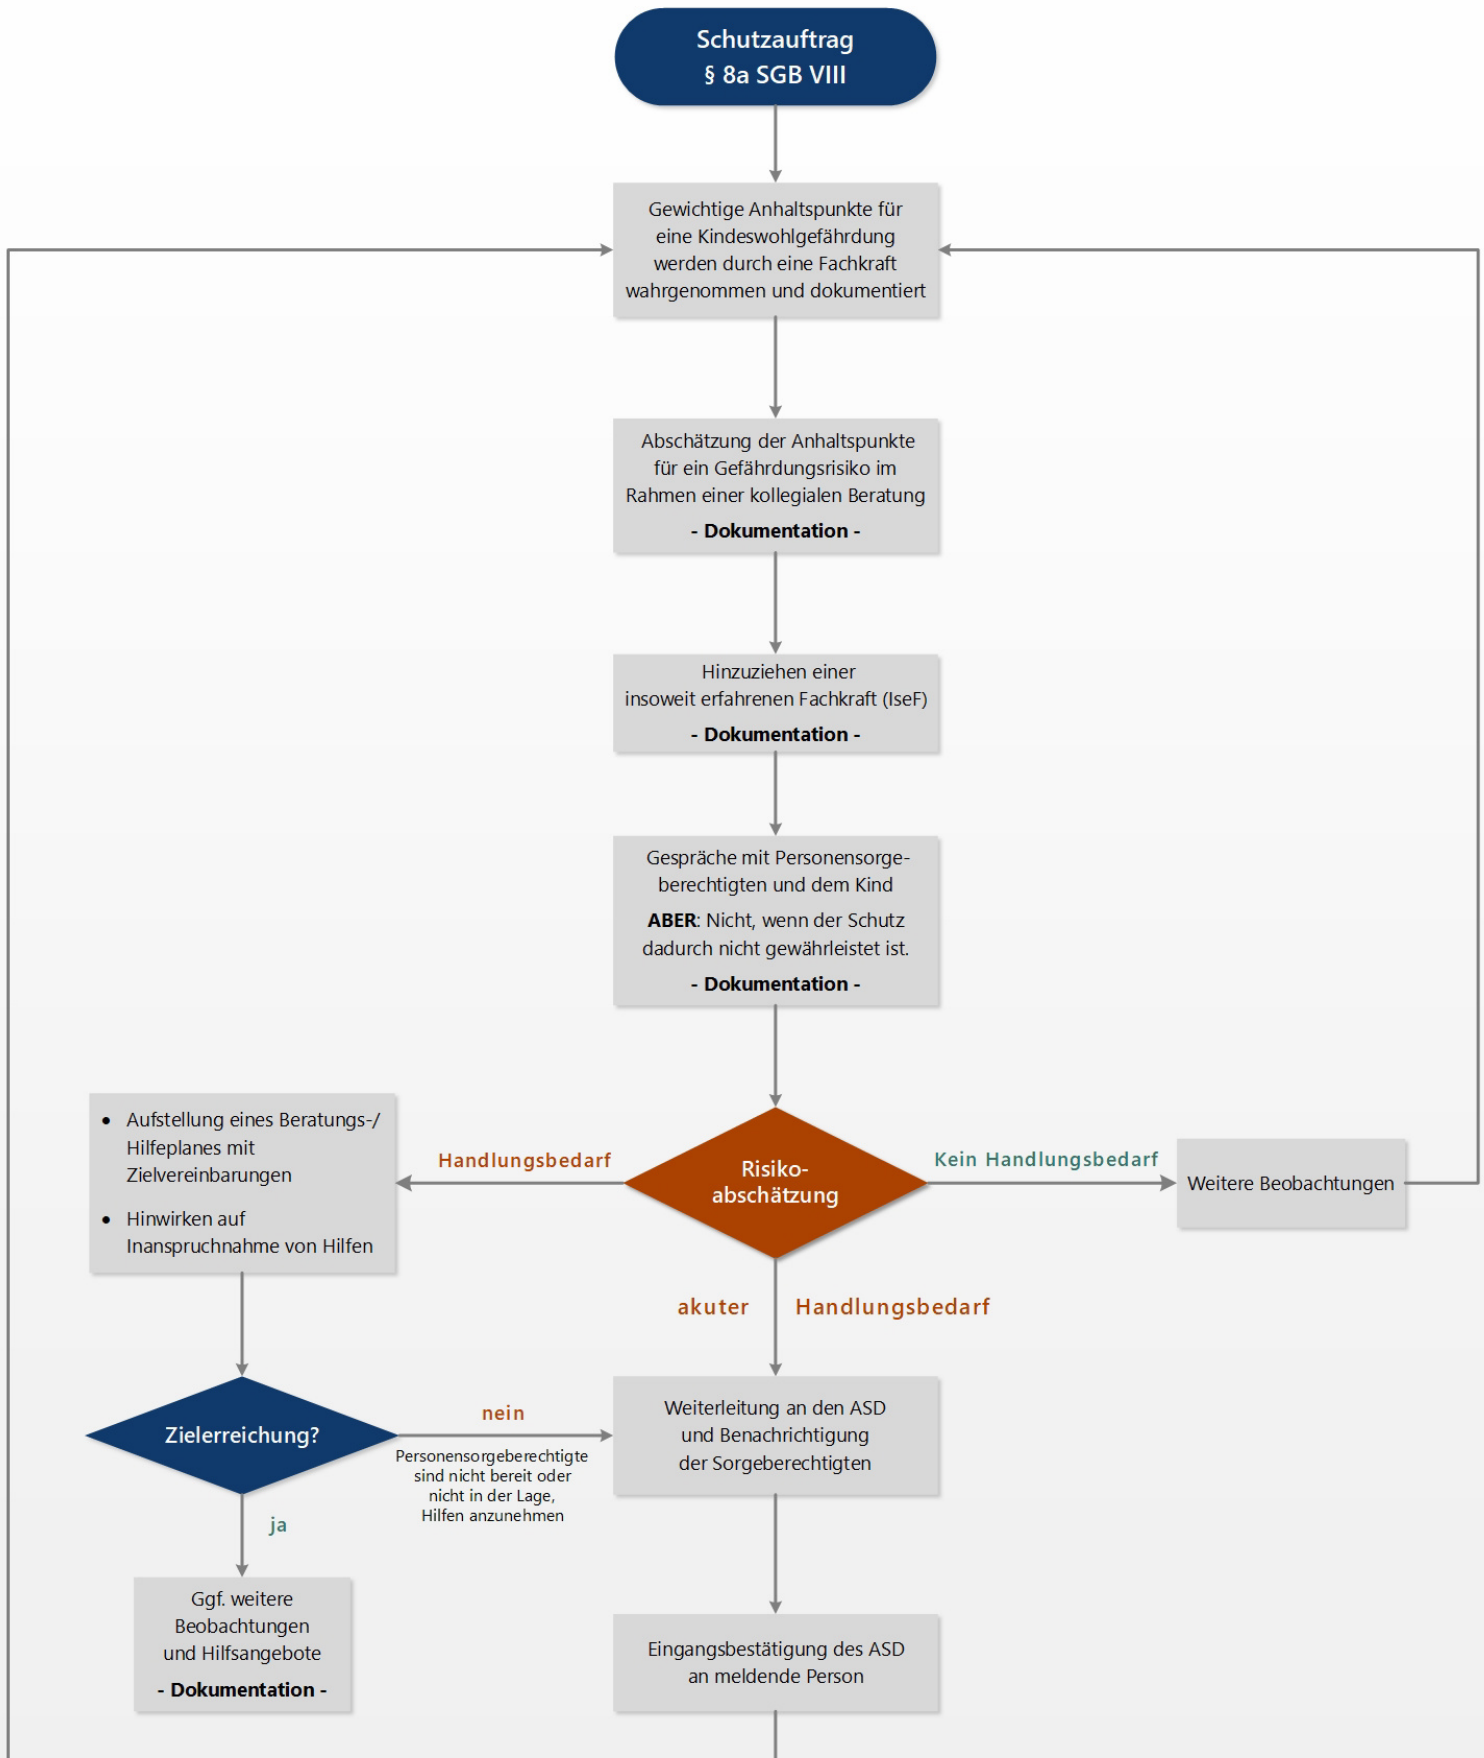 Schutzauftrag
§ 8a SGB VIII
Gewichtige Anhaltspunkte für
eine Kindeswohlgefährdung
werden durch eine Fachkraft
wahrgenommen und dokumentiert
Abschätzung der Anhaltspunkte
für ein Gefährdungsrisiko im
Rahmen einer kollegialen Beratung
- Dokumentation -
Hinzuziehen einer
insoweit erfahrenen Fachkraft (IseF)
- Dokumentation -
Gespräche mit Personensorge-
berechtigten und dem Kind
ABER: Nicht, wenn der Schutz
dadurch nicht gewährleistet ist.
- Dokumentation -
• Aufstellung eines Beratungs-/
Hilfeplanes mit
Zielvereinbarungen
• Hinwirken auf
Inanspruchnahme von Hilfen
Handlungsbedarf
Risiko-
abschätzung
Kein Handlungsbedarf
Weitere Beobachtungen
akuter Handlungsbedarf
Zielerreichung?
nein
Personensorgeberechtigte
sind nicht bereit oder
nicht in der Lage,
Hilfen anzunehmen
Weiterleitung an den ASD
und Benachrichtigung
der Sorgeberechtigten
ja
Ggf. weitere
Beobachtungen
und Hilfsangebote
- Dokumentation -
Eingangsbestätigung des ASD
an meldende Person